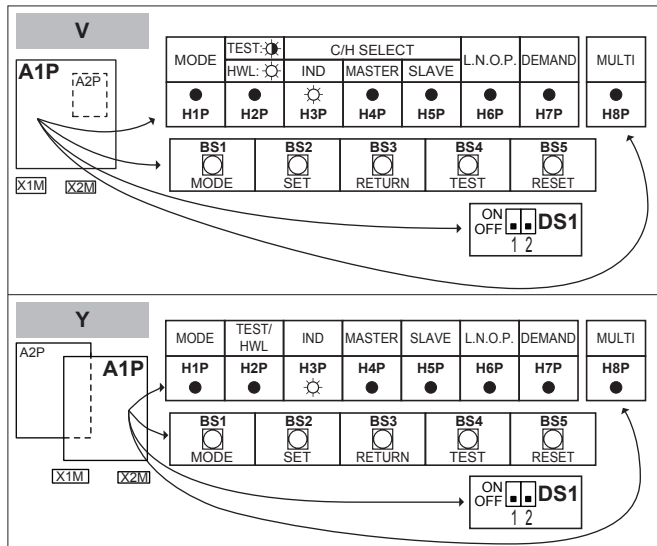 V
A1P
A2P
X1M X2M
MODE TEST: C/H SELECT L.N.O.P. DEMAND MULTI
HWL: IND MASTER SLAVE
H1P H2P H3P H4P H5P H6P H7P H8P
BS1 BS2 BS3 BS4 BS5
MODE SET RETURN TEST RESET
ON
OFF DS1
1 2
Y
A2P
A1P
X1M X2M
MODE TEST/ IND MASTER SLAVE L.N.O.P. DEMAND MULTI
HWL
H1P H2P H3P H4P H5P H6P H7P H8P
BS1 BS2 BS3 BS4 BS5
MODE SET RETURN TEST RESET
ON
OFF DS1
1 2